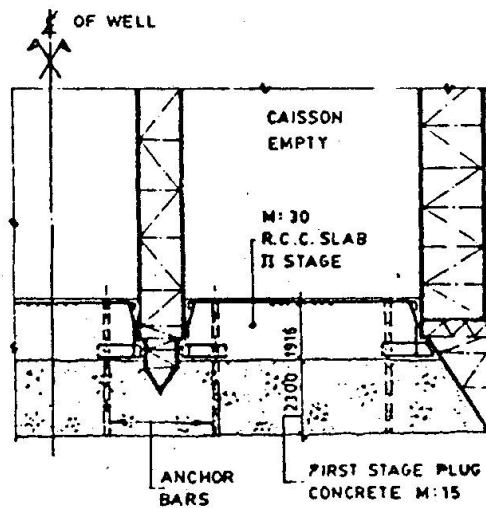 ℄ OF WELL
CAISSON
EMPTY
M:30
R.C.C. SLAB
II STAGE
1916
2300
ANCHOR
BARS
FIRST STAGE PLUG
CONCRETE M:15